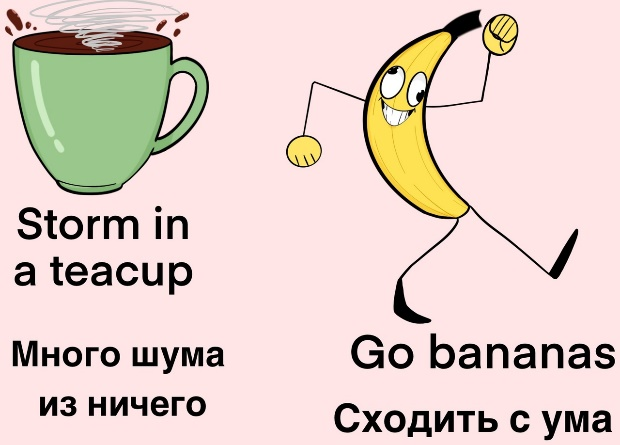 Storm in
a teacup
Много шума
из ничего
Go bananas
Сходить с ума